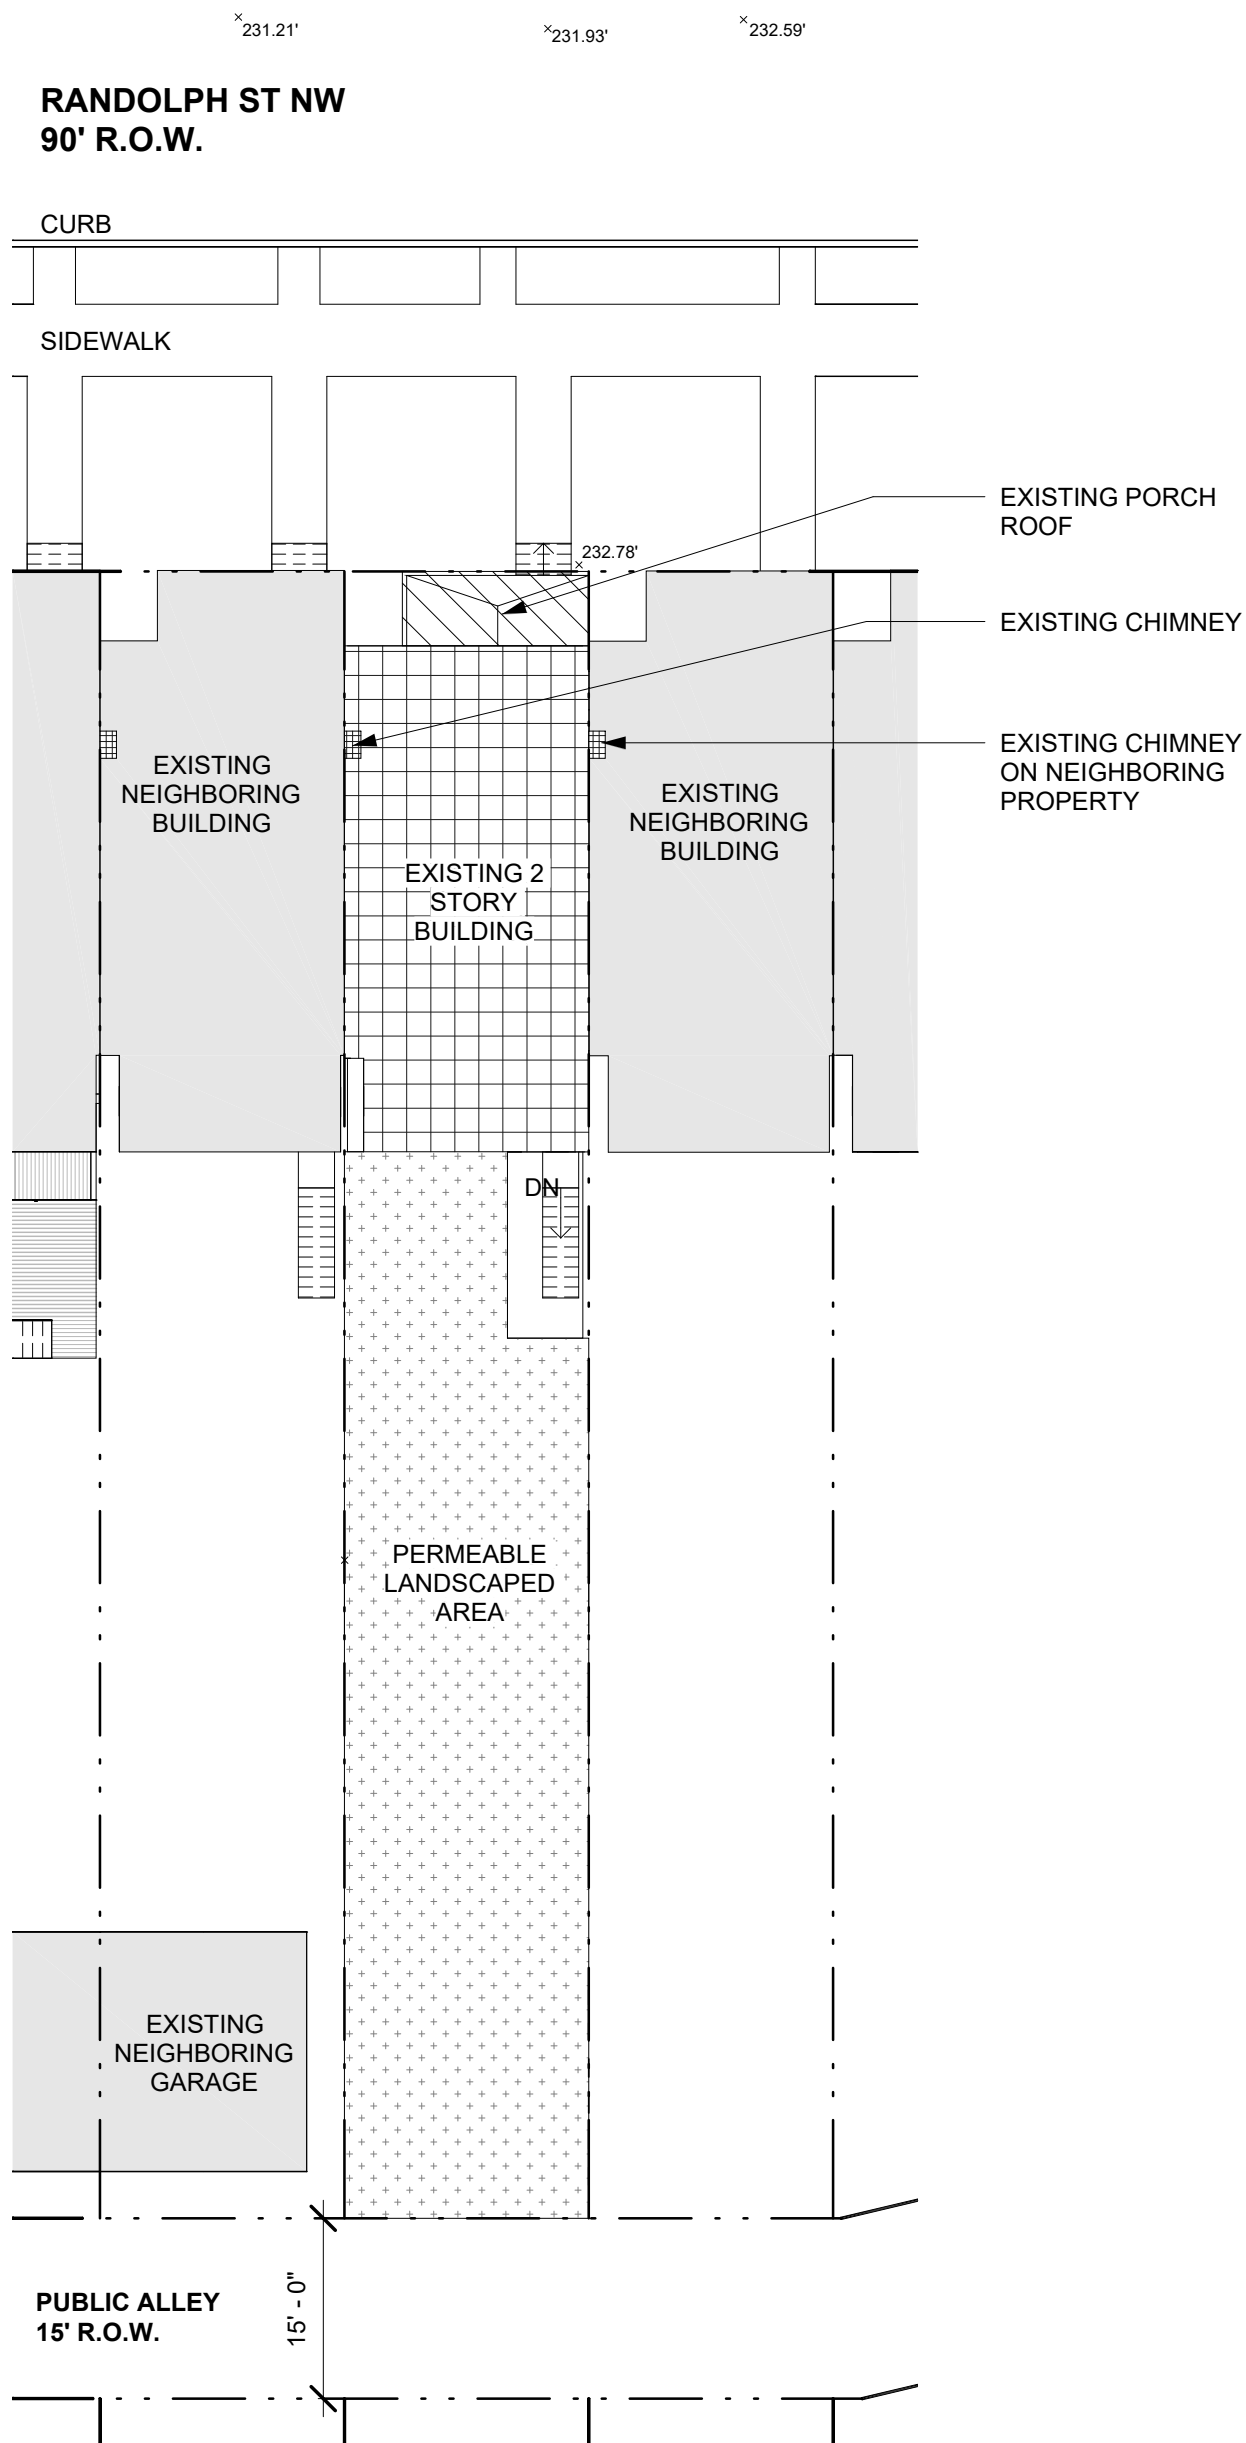 231.21'
231.93'
232.59'
RANDOLPH ST NW
90' R.O.W.
CURB
SIDEWALK
EXISTING PORCH
ROOF
232.78'
EXISTING CHIMNEY
EXISTING CHIMNEY
ON NEIGHBORING
PROPERTY
EXISTING
NEIGHBORING
BUILDING
EXISTING
NEIGHBORING
BUILDING
EXISTING 2
STORY
BUILDING
DN
PERMEABLE
LANDSCAPED
AREA
EXISTING
NEIGHBORING
GARAGE
PUBLIC ALLEY
15' R.O.W.
15' - 0"